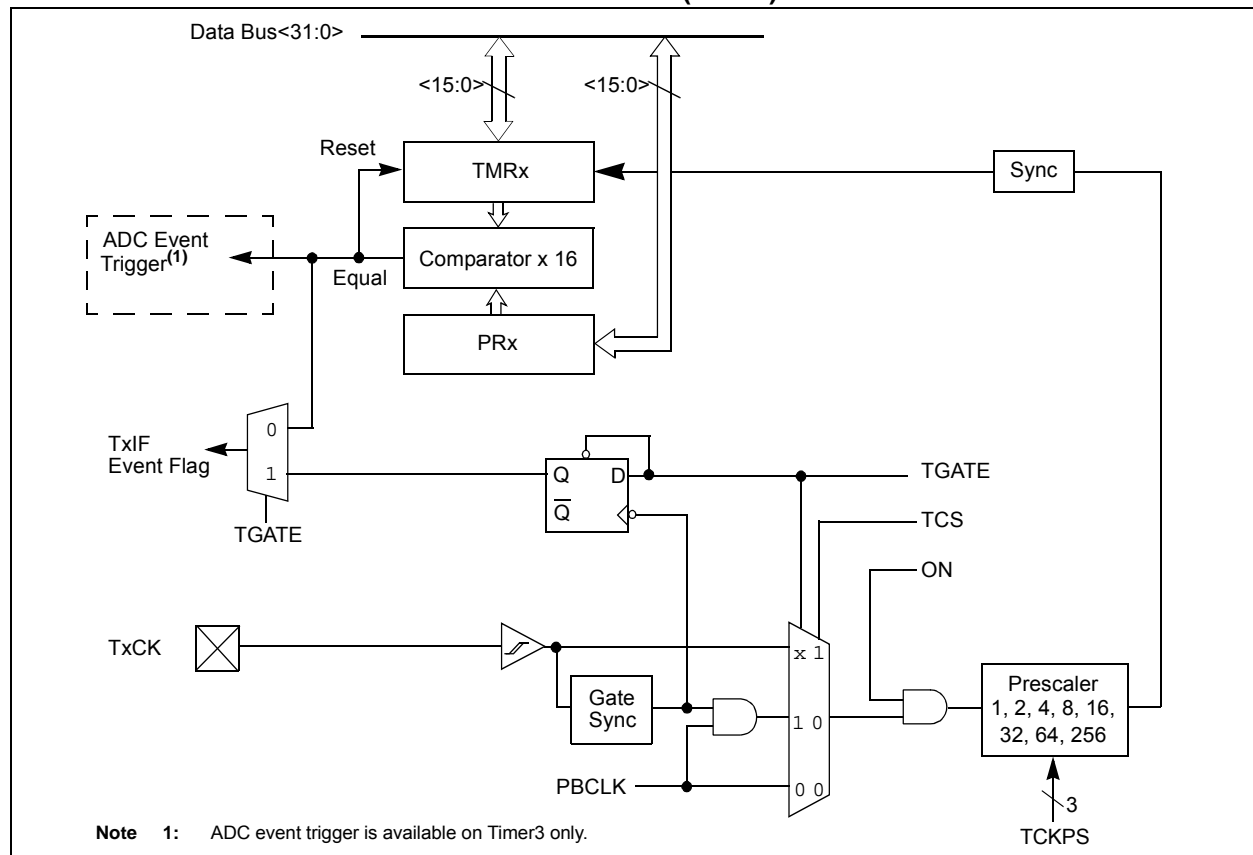 Data Bus<31:0>
<15:0>
<15:0>
Reset
TMRx
Sync
ADC Event
Trigger(1)
Equal
Comparator x 16
PRx
0
1
TxIF
Event Flag
TGATE
Q
D
Q
TGATE
TCS
ON
TxCK
x 1
Gate
Sync
1 0
Prescaler
1, 2, 4, 8, 16,
32, 64, 256
PBCLK
0 0
3
TCKPS
Note 1: ADC event trigger is available on Timer3 only.